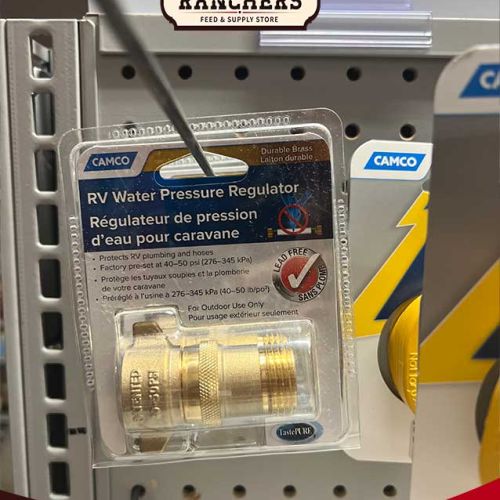 RANCHERS
FEED & SUPPLY STORE
CAMCO
Durable Brass
Laiton durable
RV Water Pressure Regulator
Régulateur de pression
d'eau pour caravane
• Protects RV plumbing and hoses
• Factory pre-set at 40–50 psi (276–345 kPa)
• Protège les tuyaux souples et la plomberie
de votre caravane
• Préréglé à l'usine à 276–345 kPa (40–50 lb/po²)
For Outdoor Use Only
Pour usage extérieur seulement
LEAD FREE
SANS PLOMB
TastePURE
CAMCO
CAMCO